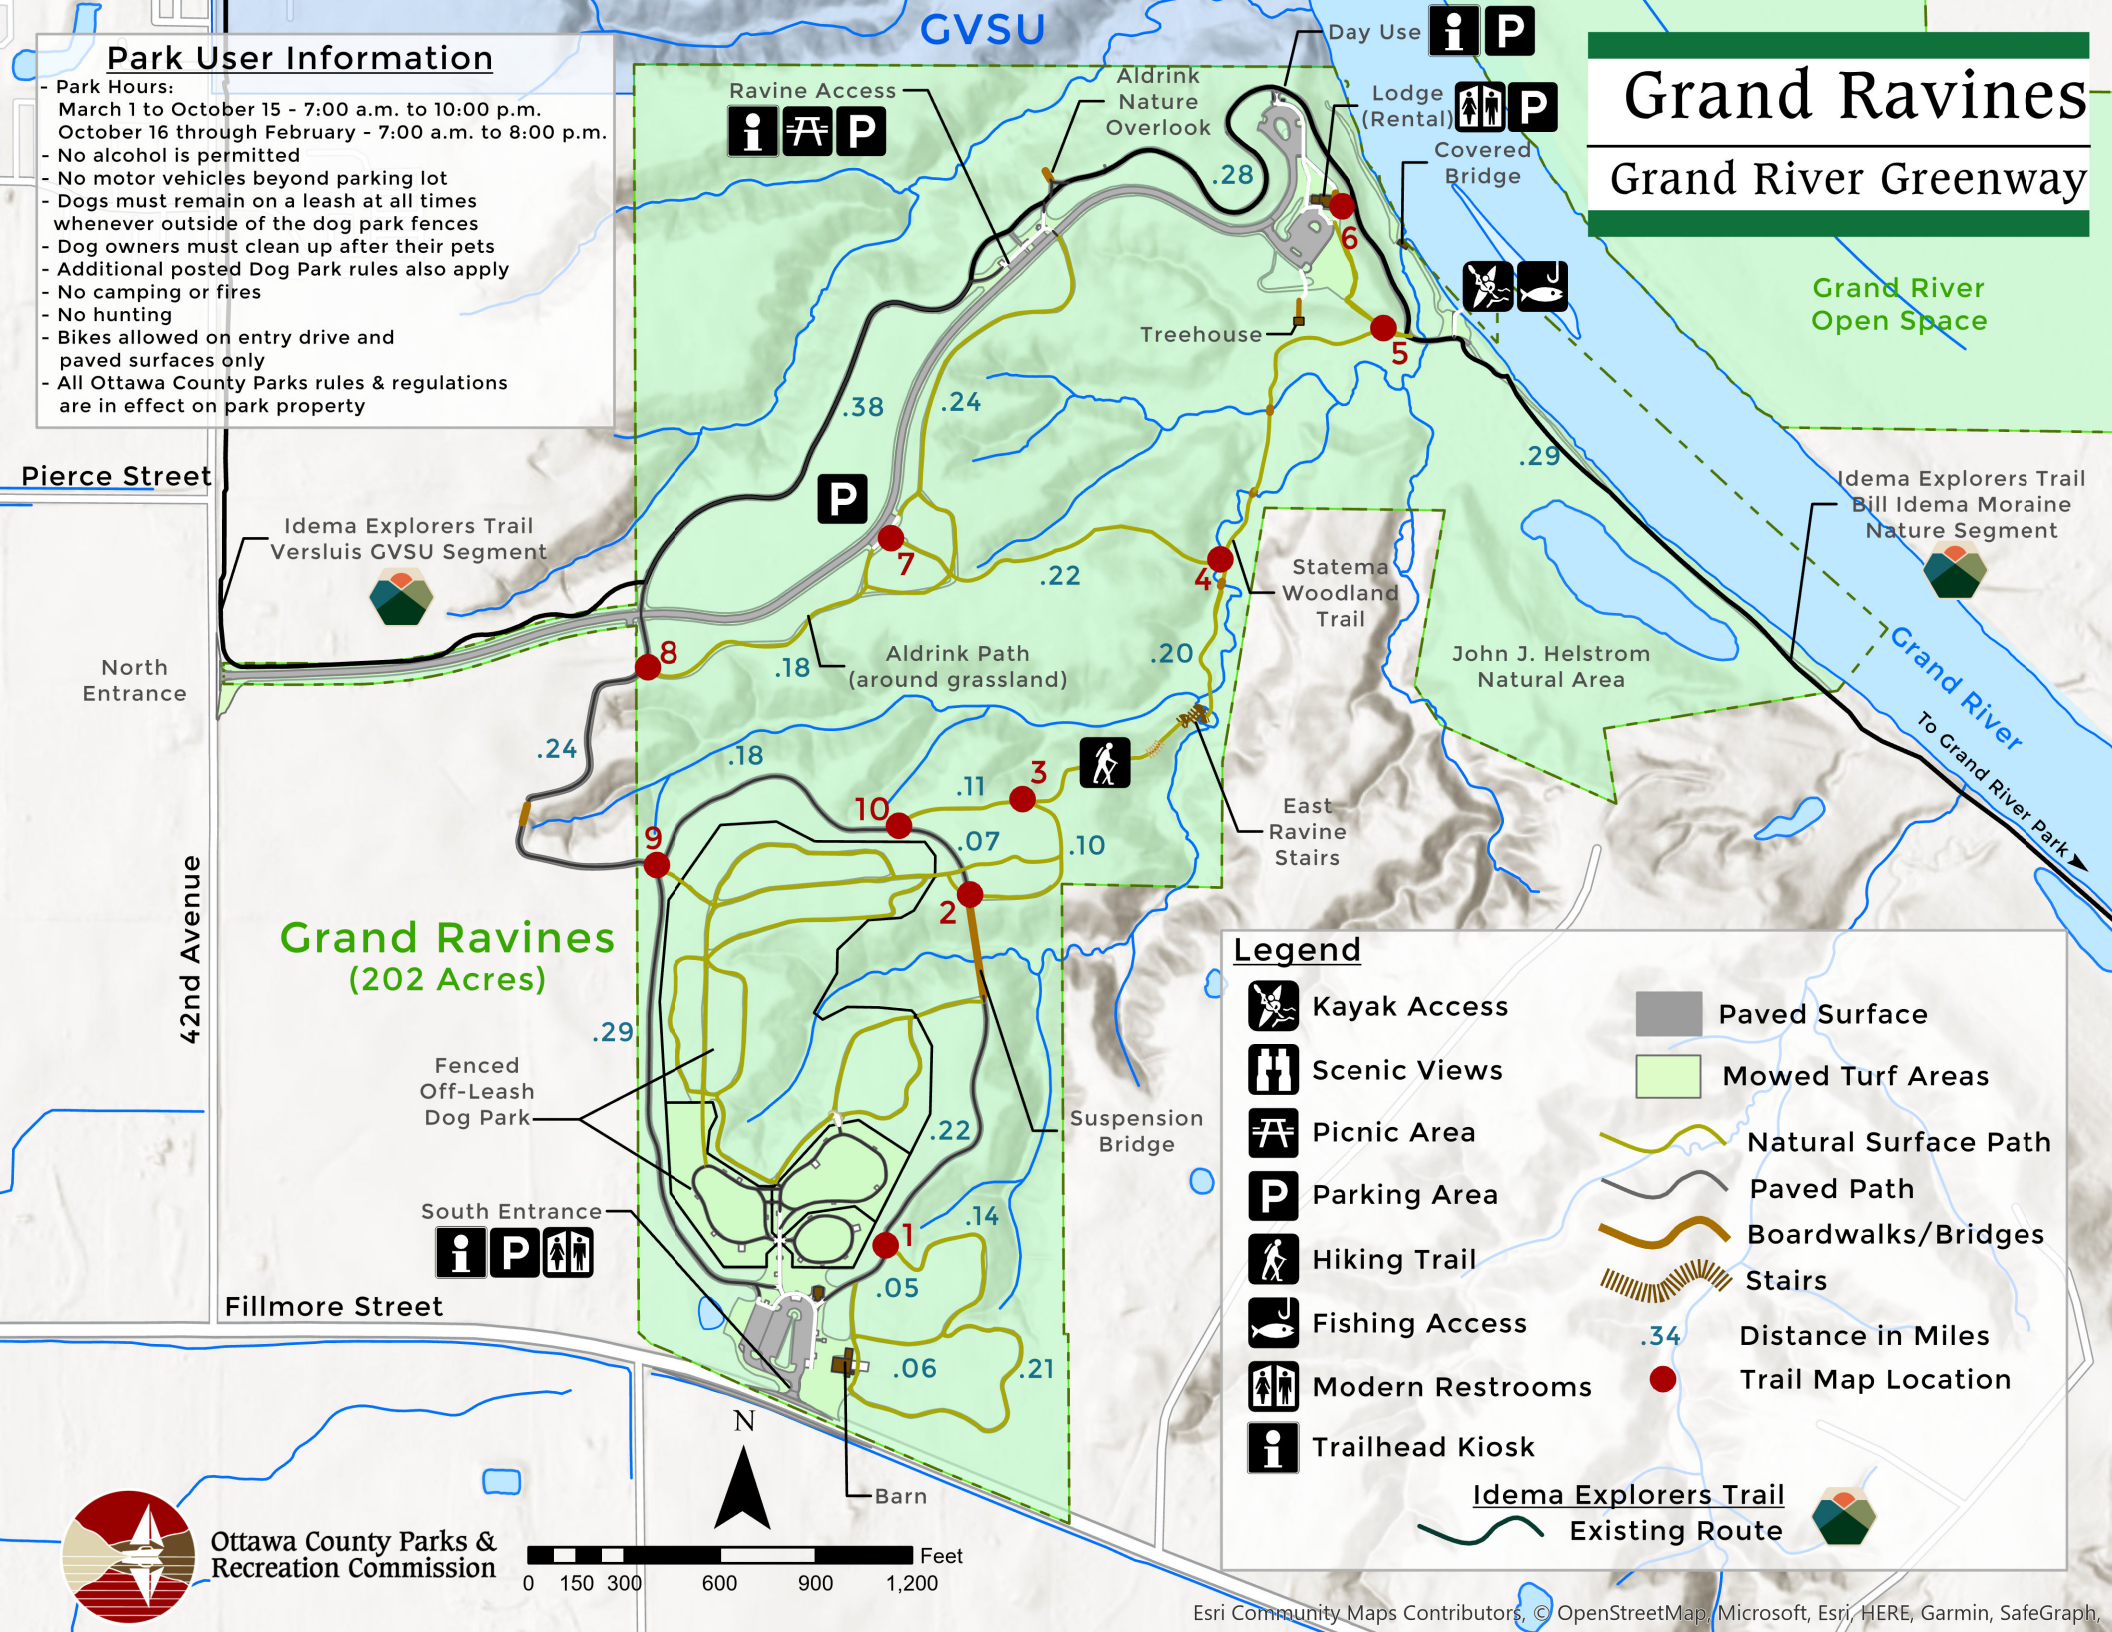 GVSU
Park User Information
- Park Hours:
March 1 to October 15 - 7:00 a.m. to 10:00 p.m.
October 16 through February - 7:00 a.m. to 8:00 p.m.
- No alcohol is permitted
- No motor vehicles beyond parking lot
- Dogs must remain on a leash at all times
whenever outside of the dog park fences
- Dog owners must clean up after their pets
- Additional posted Dog Park rules also apply
- No camping or fires
- No hunting
- Bikes allowed on entry drive and
paved surfaces only
- All Ottawa County Parks rules & regulations
are in effect on park property
Ravine Access
P
Aldrink
Nature
Overlook
Day Use
P
Lodge
(Rental)
P
Covered
Bridge
Grand Ravines
Grand River Greenway
Grand River
Open Space
.28
6
Treehouse
5
.38
.24
.29
Pierce Street
P
Idema Explorers Trail
Versluis GVSU Segment
Idema Explorers Trail
Bill Idema Moraine
Nature Segment
7
.22
4
Statema
Woodland
Trail
North
Entrance
8
.18
Aldrink Path
(around grassland)
.20
John J. Helstrom
Natural Area
Grand River
To Grand River Park
.24
.18
.11
3
10
.07
.10
9
2
East
Ravine
Stairs
42nd Avenue
Grand Ravines
(202 Acres)
.29
Fenced
Off-Leash
Dog Park
.22
Suspension
Bridge
South Entrance
P
1
.14
.05
.06
.21
Fillmore Street
Barn
N
Legend
Kayak Access
Scenic Views
Picnic Area
P
Parking Area
Hiking Trail
Fishing Access
Modern Restrooms
Trailhead Kiosk
Paved Surface
Mowed Turf Areas
Natural Surface Path
Paved Path
Boardwalks/Bridges
Stairs
.34
Distance in Miles
Trail Map Location
Idema Explorers Trail
Existing Route
Ottawa County Parks &
Recreation Commission
Feet
0 150 300 600 900 1,200
Esri Community Maps Contributors, © OpenStreetMap, Microsoft, Esri, HERE, Garmin, SafeGraph,